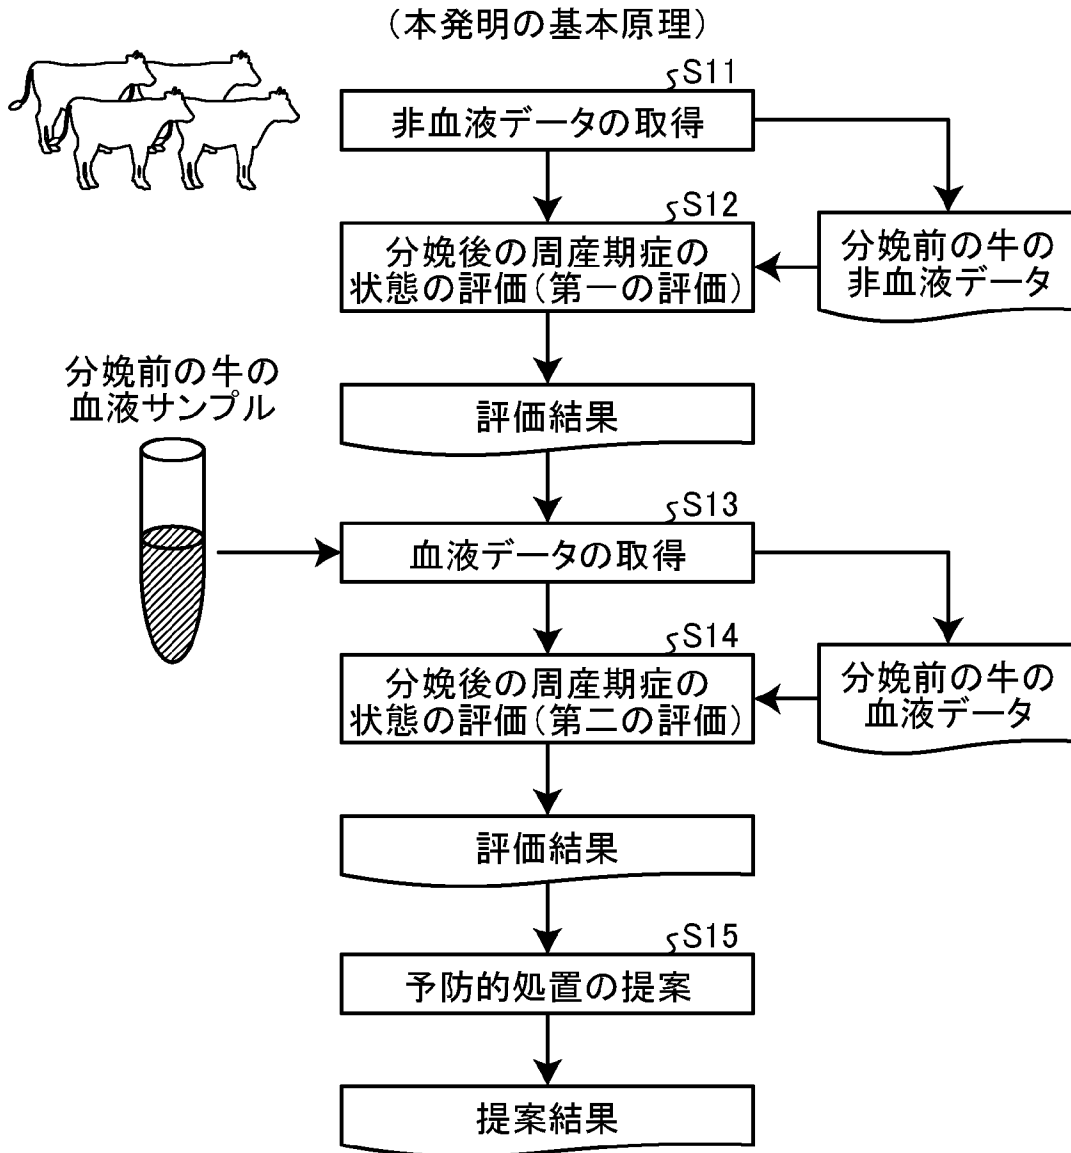 (本発明の基本原理)
S11
非血液データの取得
S12
分娩後の周産期症の
状態の評価(第一の評価)
分娩前の牛の
非血液データ
分娩前の牛の
血液サンプル
評価結果
S13
血液データの取得
S14
分娩後の周産期症の
状態の評価(第二の評価)
分娩前の牛の
血液データ
評価結果
S15
予防的処置の提案
提案結果